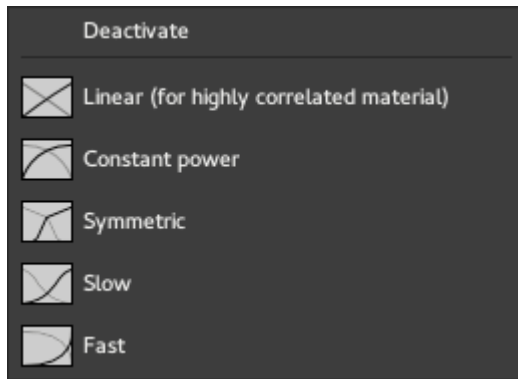 Deactivate
Linear (for highly correlated material)
Constant power
Symmetric
Slow
Fast